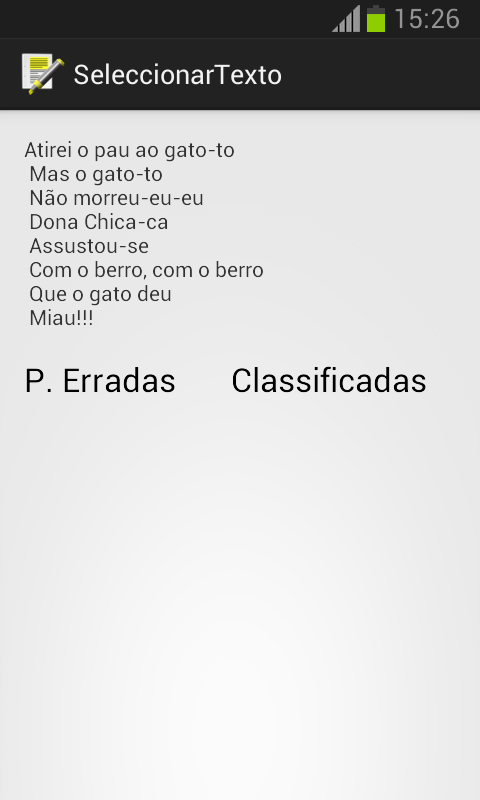 15:26
SeleccionarTexto
Atirei o pau ao gato-to
Mas o gato-to
Não morreu-eu-eu
Dona Chica-ca
Assustou-se
Com o berro, com o berro
Que o gato deu
Miau!!!
P. Erradas Classificadas